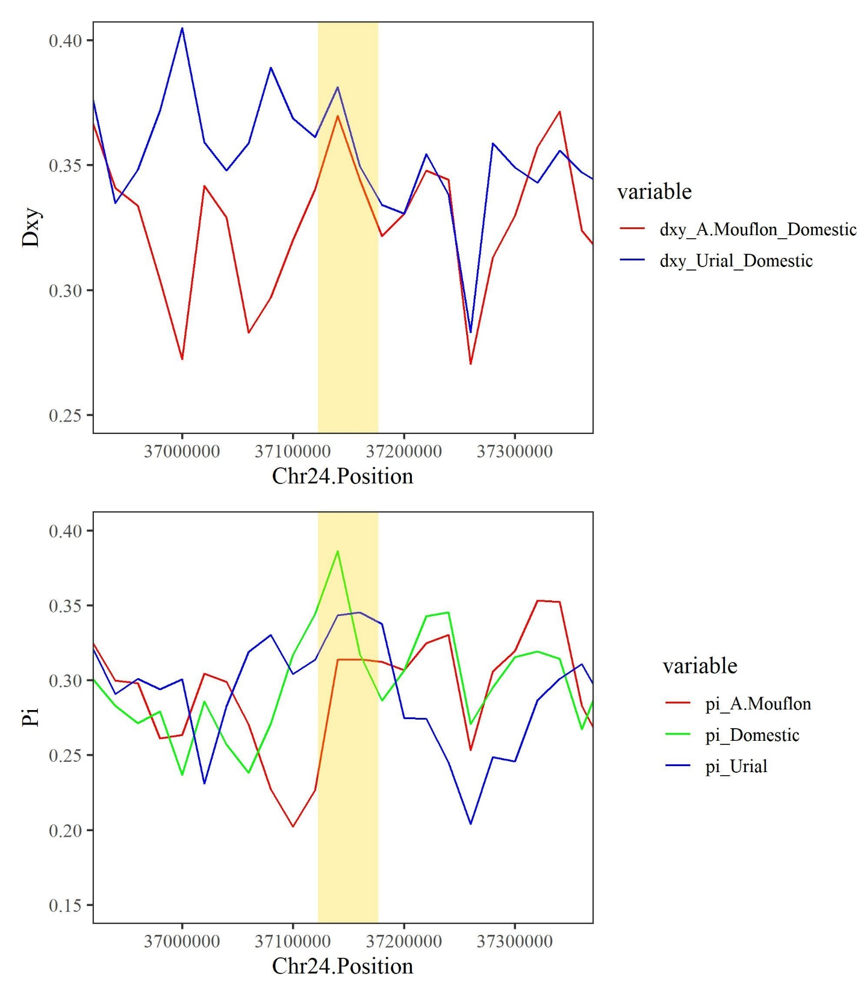 0.40
0.35
0.30
0.25
Dxy
37000000 37100000 37200000 37300000
Chr24.Position
variable
dxy_A.Mouflon_Domestic
dxy_Urial_Domestic
0.40
0.35
0.30
0.25
0.20
0.15
Pi
37000000 37100000 37200000 37300000
Chr24.Position
variable
pi_A.Mouflon
pi_Domestic
pi_Urial